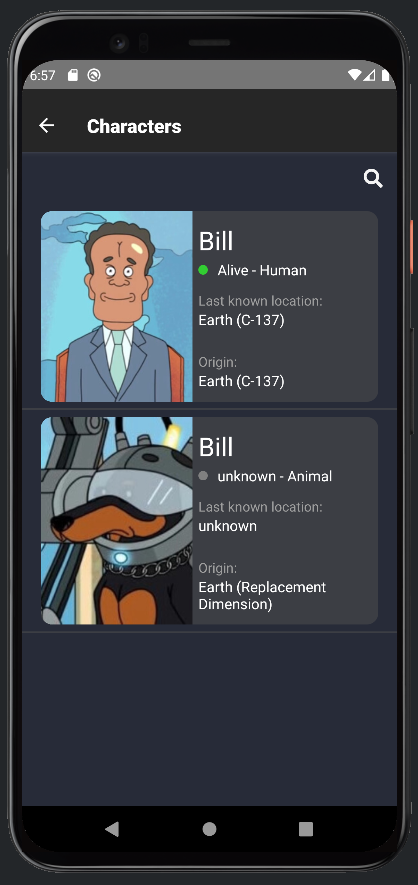 6:57
Characters
Bill
Alive - Human
Last known location:
Earth (C-137)
Origin:
Earth (C-137)
Bill
unknown - Animal
Last known location:
unknown
Origin:
Earth (Replacement
Dimension)